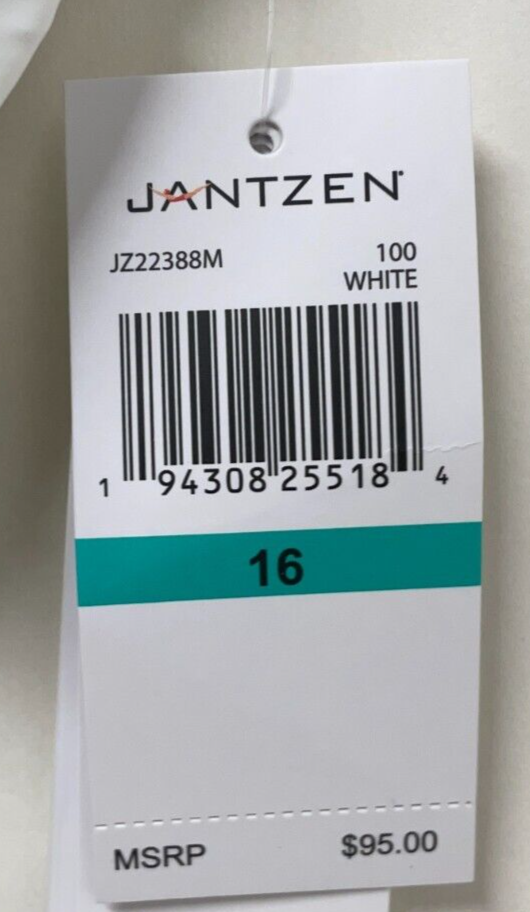 JANTZEN
JZ22388M 100
WHITE
1 94308 25518 4
16
MSRP $95.00